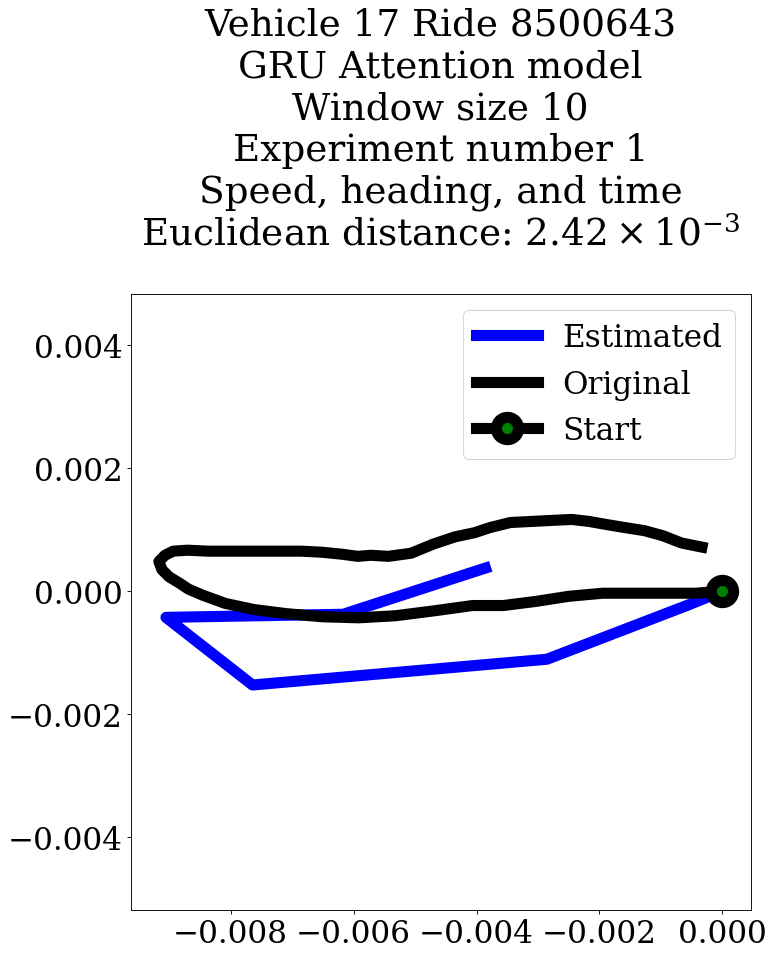 Vehicle 17 Ride 8500643
GRU Attention model
Window size 10
Experiment number 1
Speed, heading, and time
Euclidean distance: 2.42 × 10⁻³
Estimated
Original
Start
0.004
0.002
0.000
−0.002
−0.004
−0.008 −0.006 −0.004 −0.002 0.000